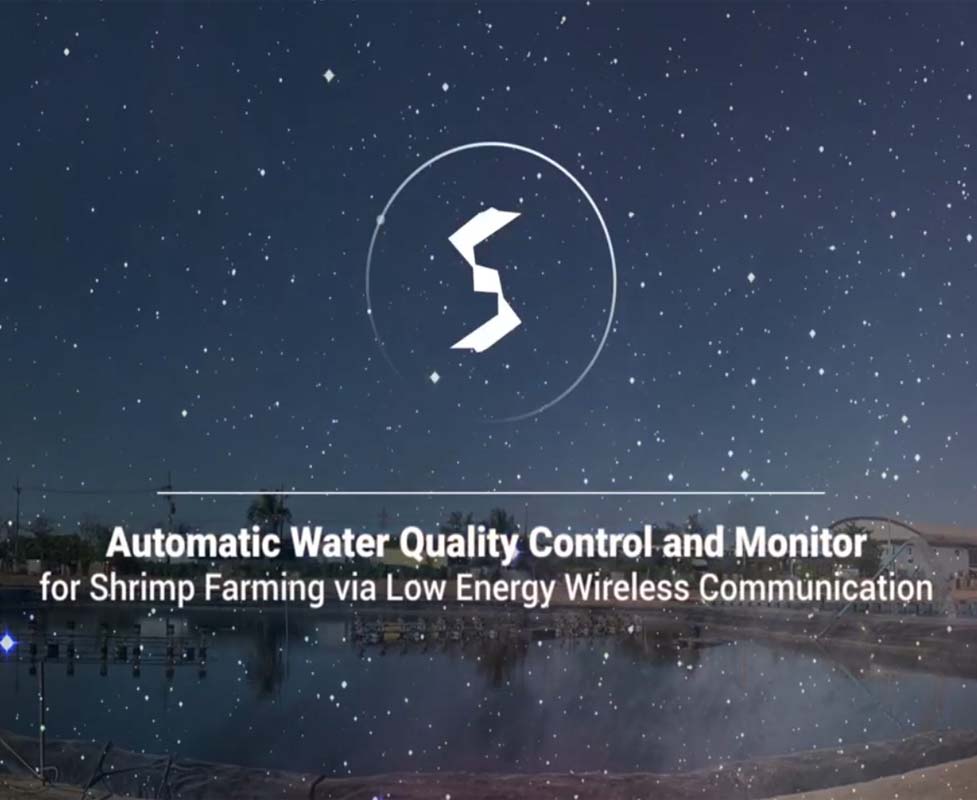 S
Automatic Water Quality Control and Monitor
for Shrimp Farming via Low Energy Wireless Communication